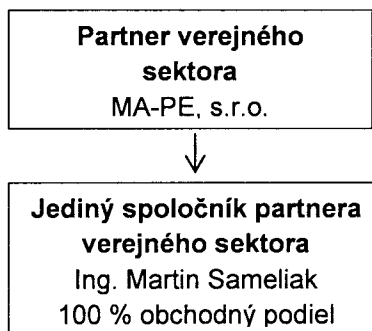 Partner verejného
sektora
MA-PE, s.r.o.
Jediný spoločník partnera
verejného sektora
Ing. Martin Sameliak
100 % obchodný podiel